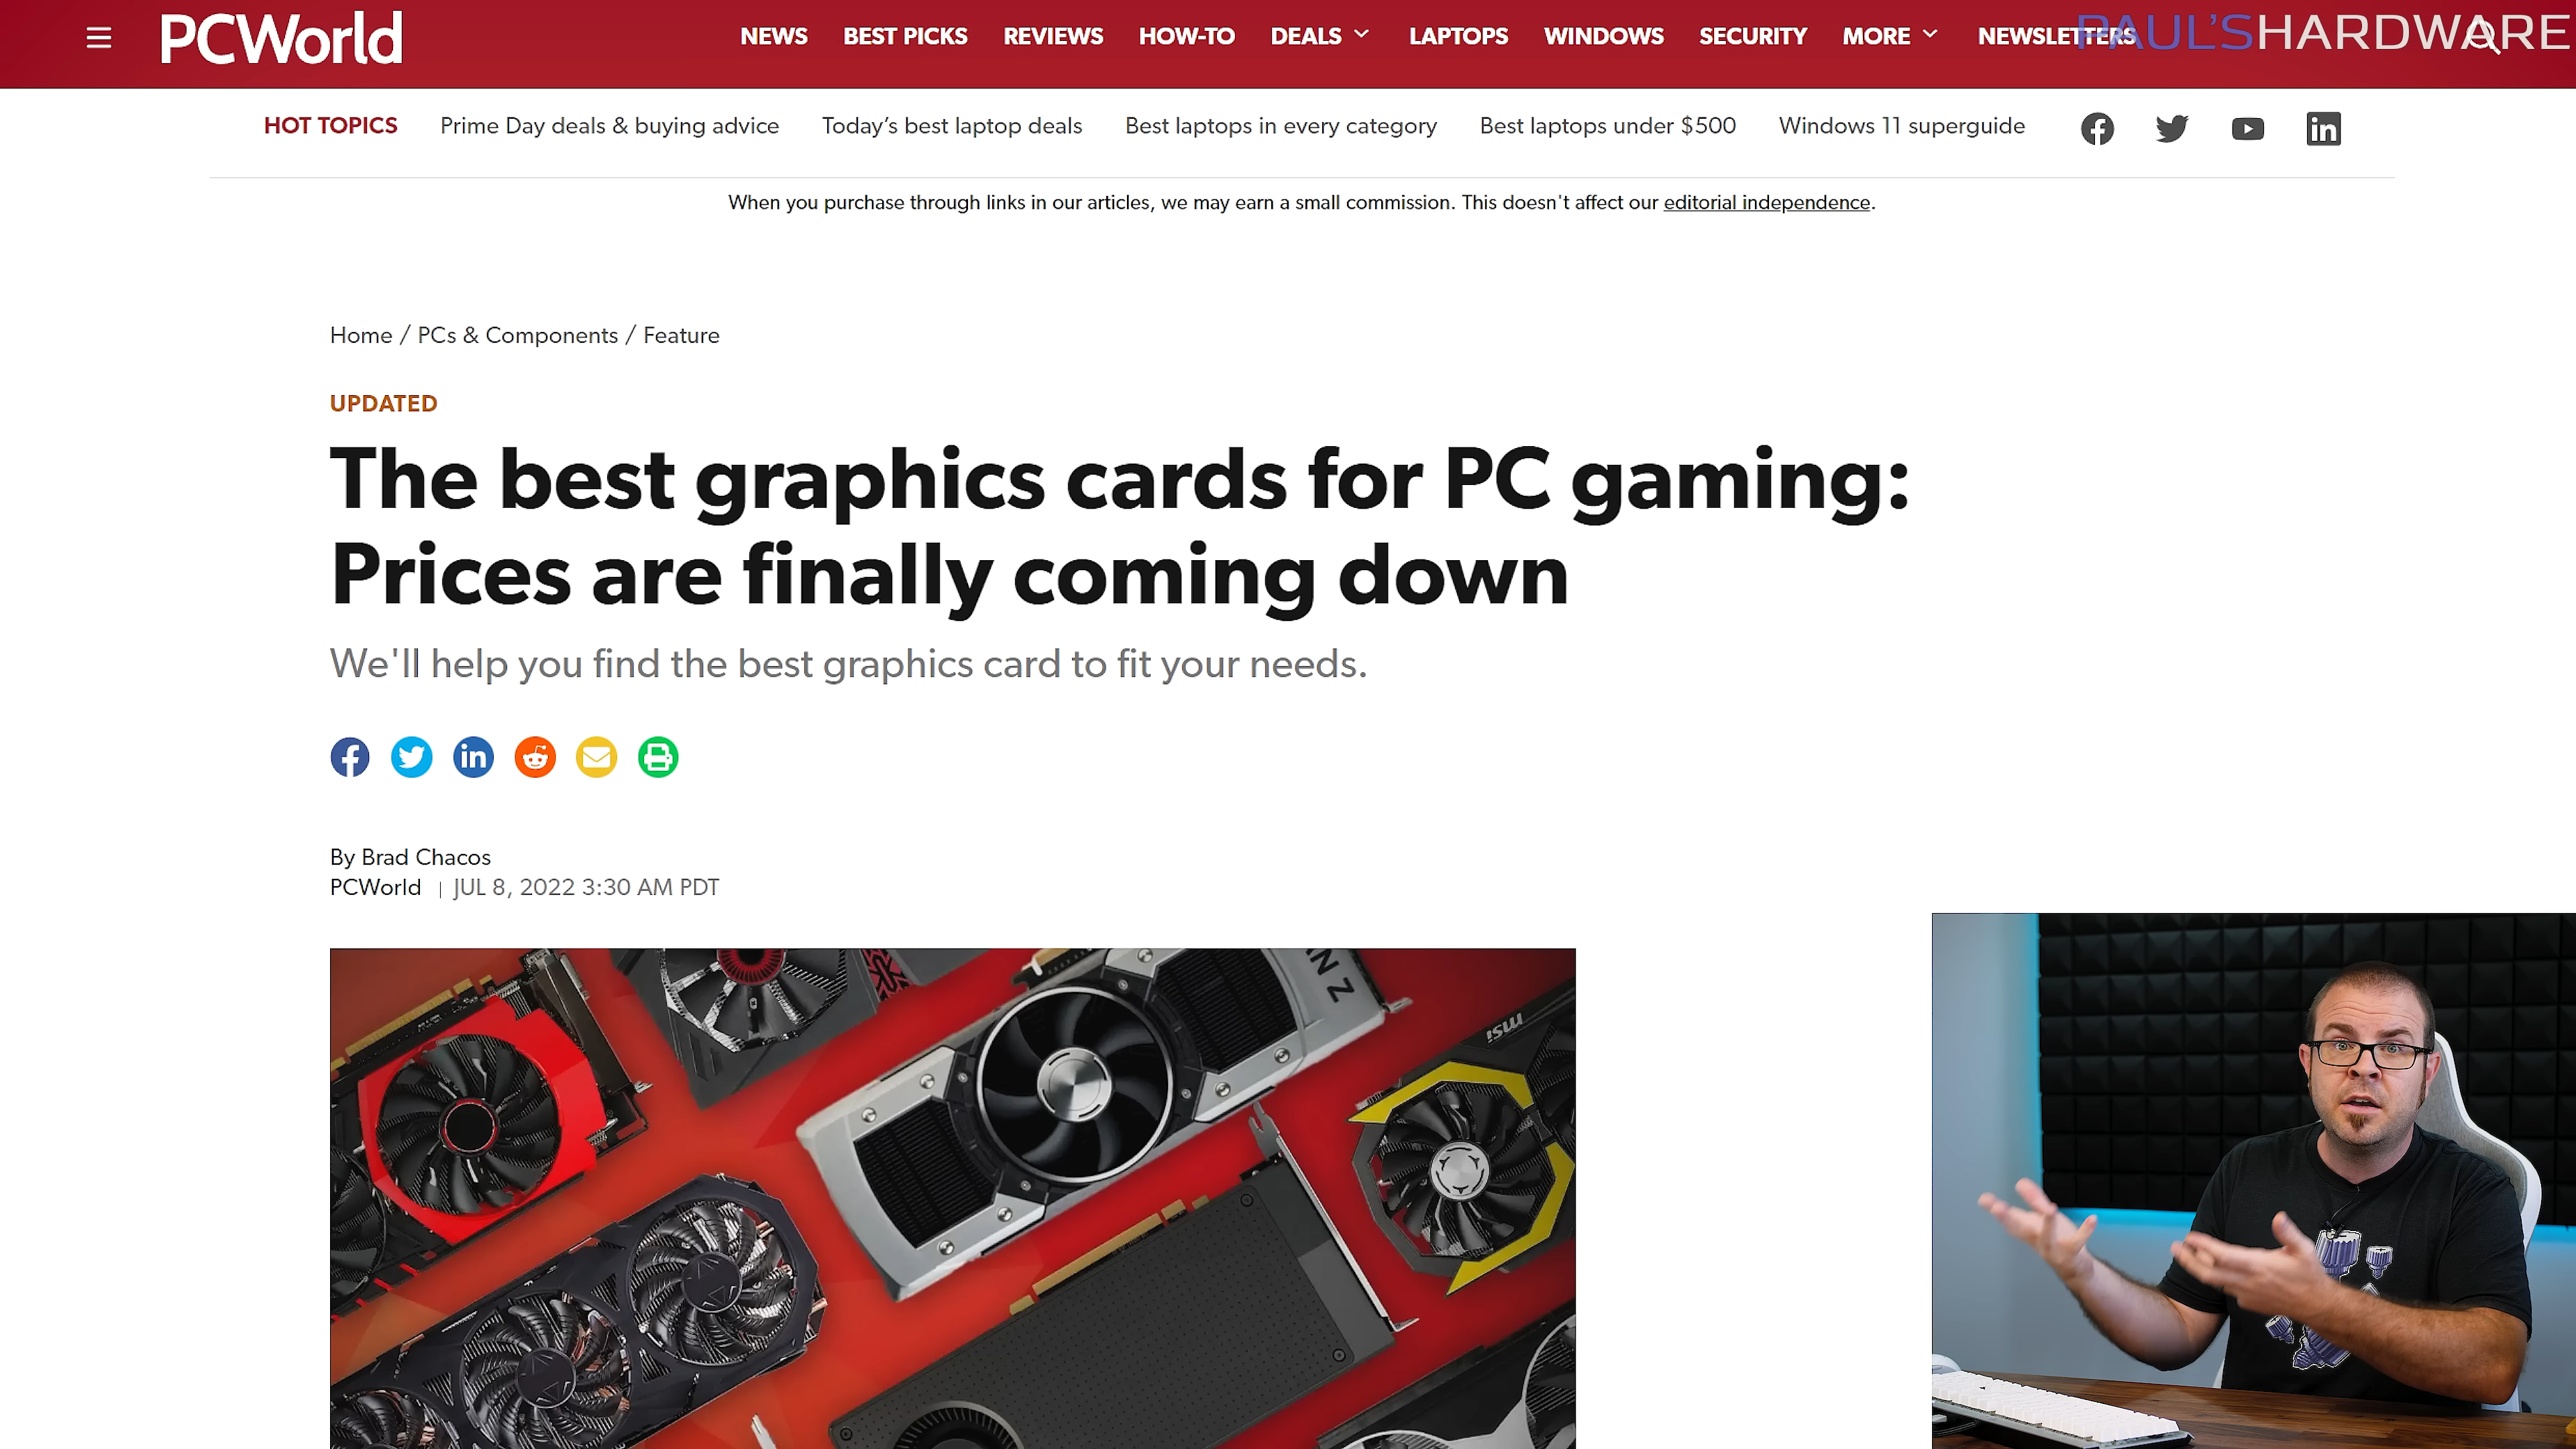 PCWorld
NEWS BEST PICKS REVIEWS HOW-TO DEALS LAPTOPS WINDOWS SECURITY MORE NEWSLETTERS
PAUL'SHARDWARE
HOT TOPICS Prime Day deals & buying advice Today's best laptop deals Best laptops in every category Best laptops under $500 Windows 11 superguide
When you purchase through links in our articles, we may earn a small commission. This doesn't affect our editorial independence.
Home / PCs & Components / Feature
UPDATED
The best graphics cards for PC gaming:
Prices are finally coming down
We'll help you find the best graphics card to fit your needs.
By Brad Chacos
PCWorld | JUL 8, 2022 3:30 AM PDT
AN Z
msi